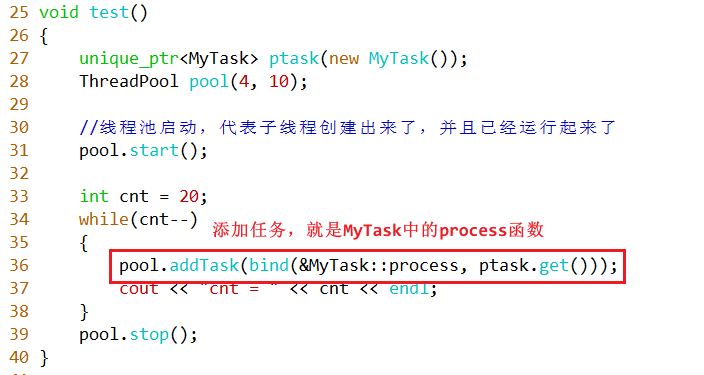 25 void test()
26 {
27     unique_ptr<MyTask> ptask(new MyTask());
28     ThreadPool pool(4, 10);
29
30     //线程池启动，代表子线程创建出来了，并且已经运行起来了
31     pool.start();
32
33     int cnt = 20;
34     while(cnt--)
添加任务，就是MyTask中的process函数
35     {
36         pool.addTask(bind(&MyTask::process, ptask.get()));
37         cout << "cnt = " << cnt << endl;
38     }
39     pool.stop();
40 }